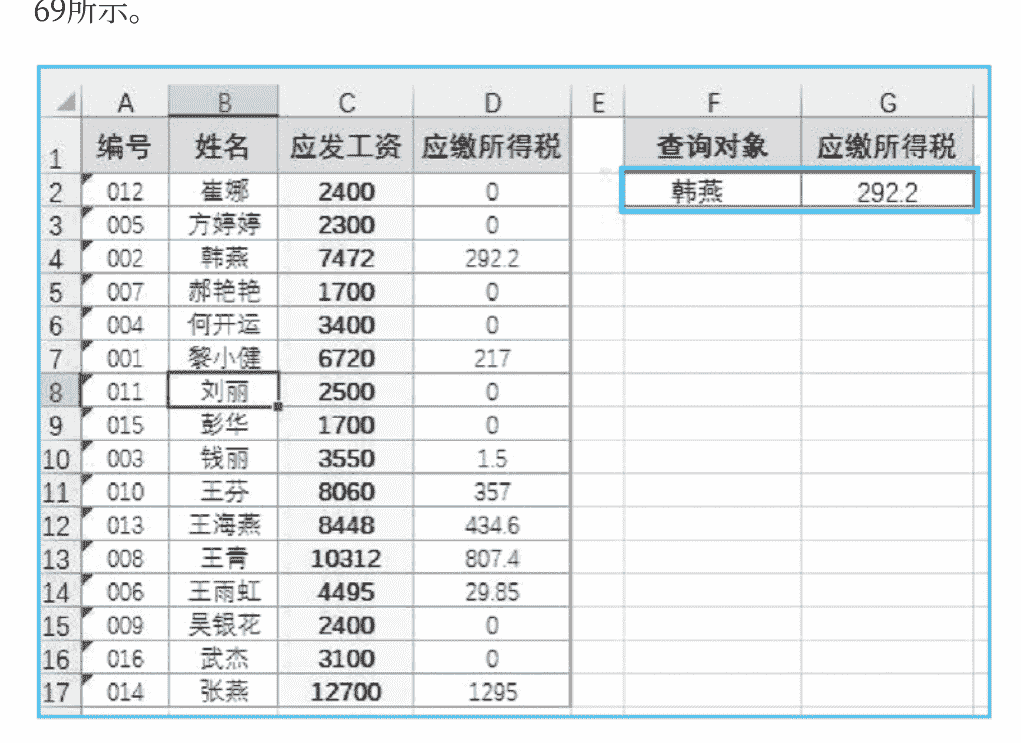 69所示。
A B C D E F G
1 编号 姓名 应发工资 应缴所得税 查询对象 应缴所得税
2 012 崔娜 2400 0 韩燕 292.2
3 005 方婷婷 2300 0
4 002 韩燕 7472 292.2
5 007 郝艳艳 1700 0
6 004 何开运 3400 0
7 001 黎小健 6720 217
8 011 刘丽 2500 0
9 015 彭华 1700 0
10 003 钱丽 3550 1.5
11 010 王芬 8060 357
12 013 王海燕 8448 434.6
13 008 王青 10312 807.4
14 006 王雨虹 4495 29.85
15 009 吴银花 2400 0
16 016 武杰 3100 0
17 014 张燕 12700 1295